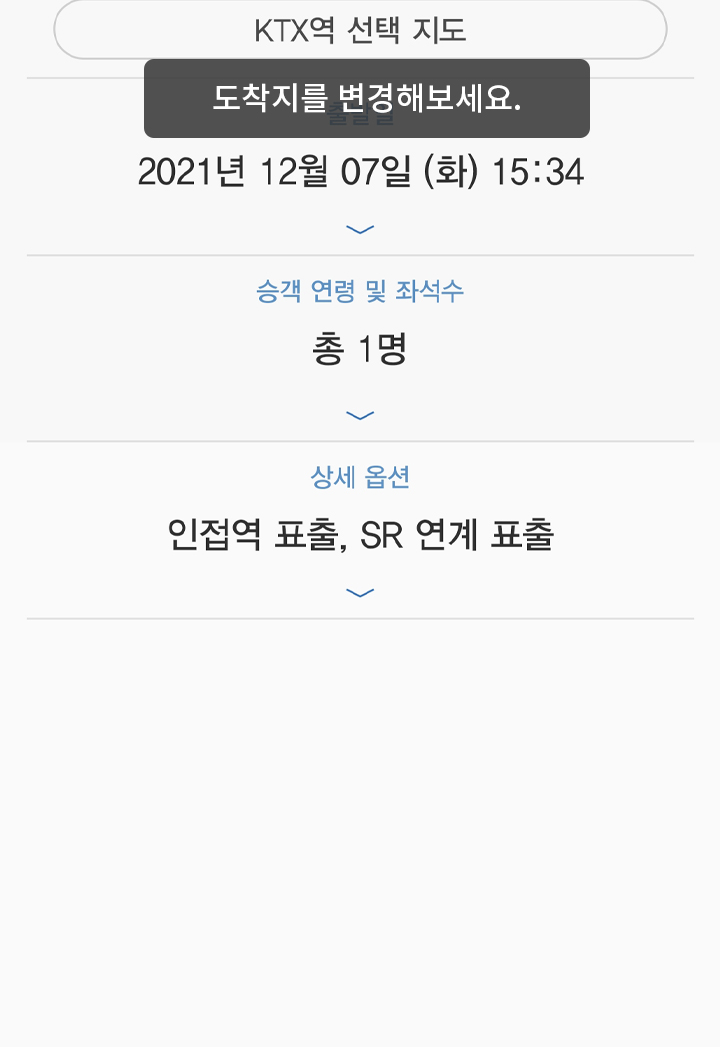 KTX역 선택 지도
도착지를 변경해보세요.
출발일
2021년 12월 07일 (화) 15:34
승객 연령 및 좌석수
총 1명
상세 옵션
인접역 표출, SR 연계 표출